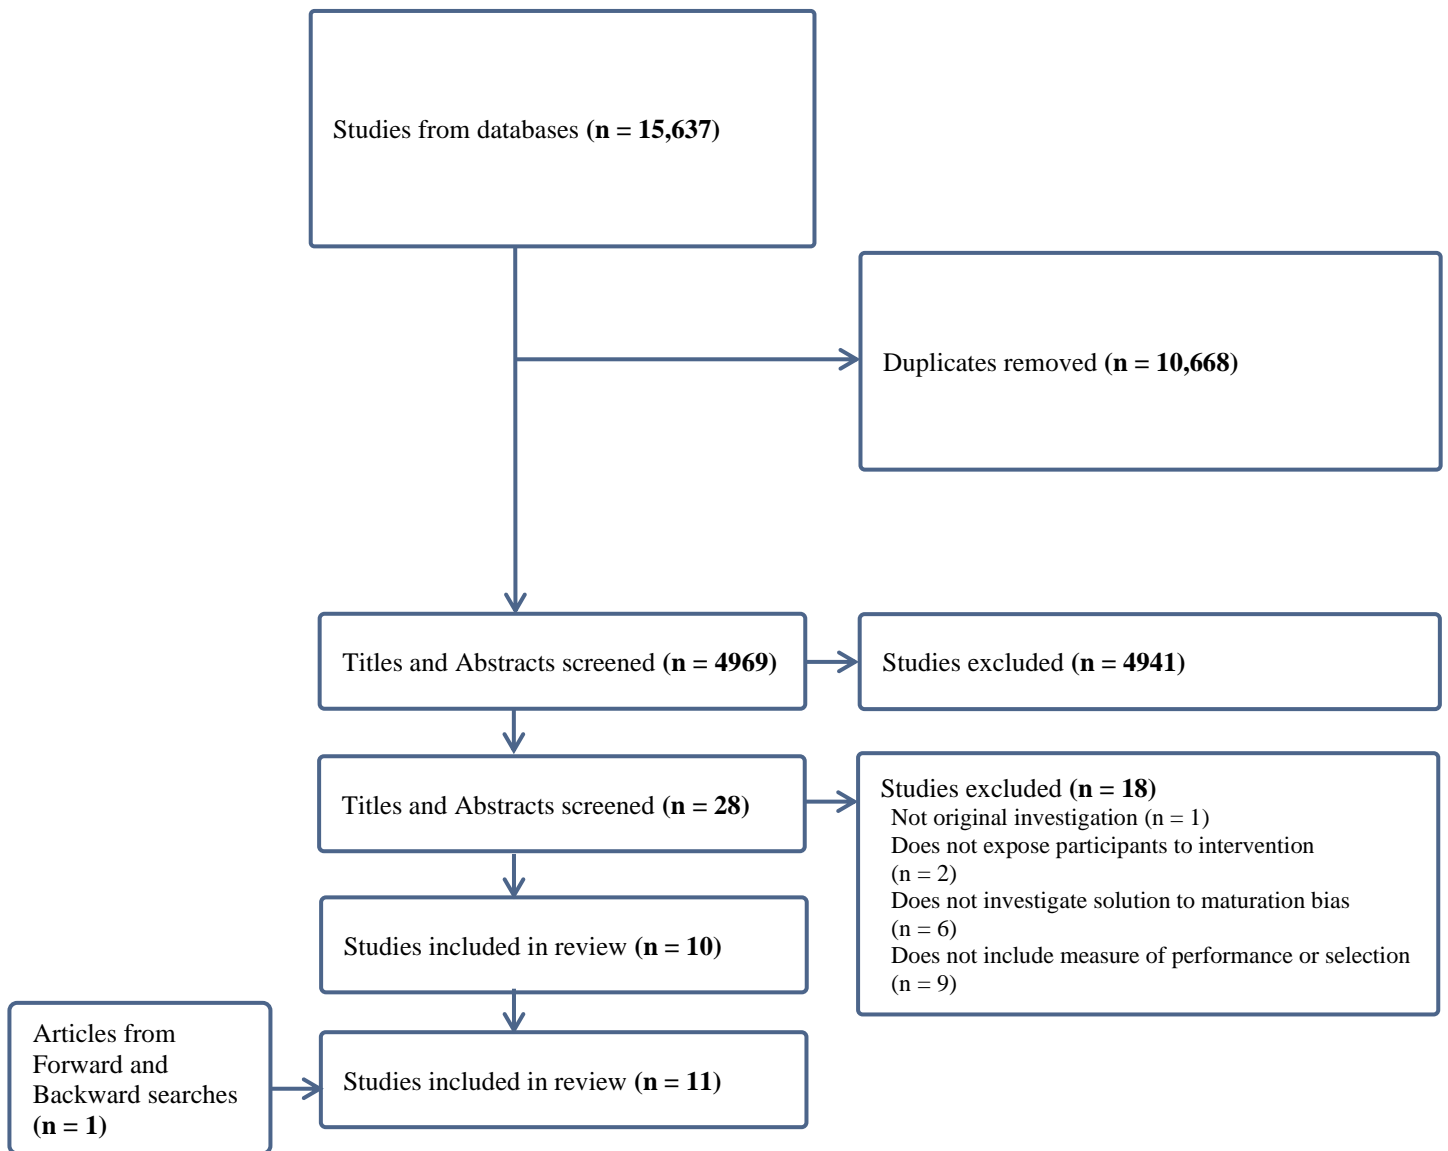 Studies from databases (n = 15,637)
Duplicates removed (n = 10,668)
Titles and Abstracts screened (n = 4969)
Studies excluded (n = 4941)
Titles and Abstracts screened (n = 28)
Studies excluded (n = 18)
Not original investigation (n = 1)
Does not expose participants to intervention
(n = 2)
Does not investigate solution to maturation bias
(n = 6)
Does not include measure of performance or selection
(n = 9)
Studies included in review (n = 10)
Articles from
Forward and
Backward searches
(n = 1)
Studies included in review (n = 11)